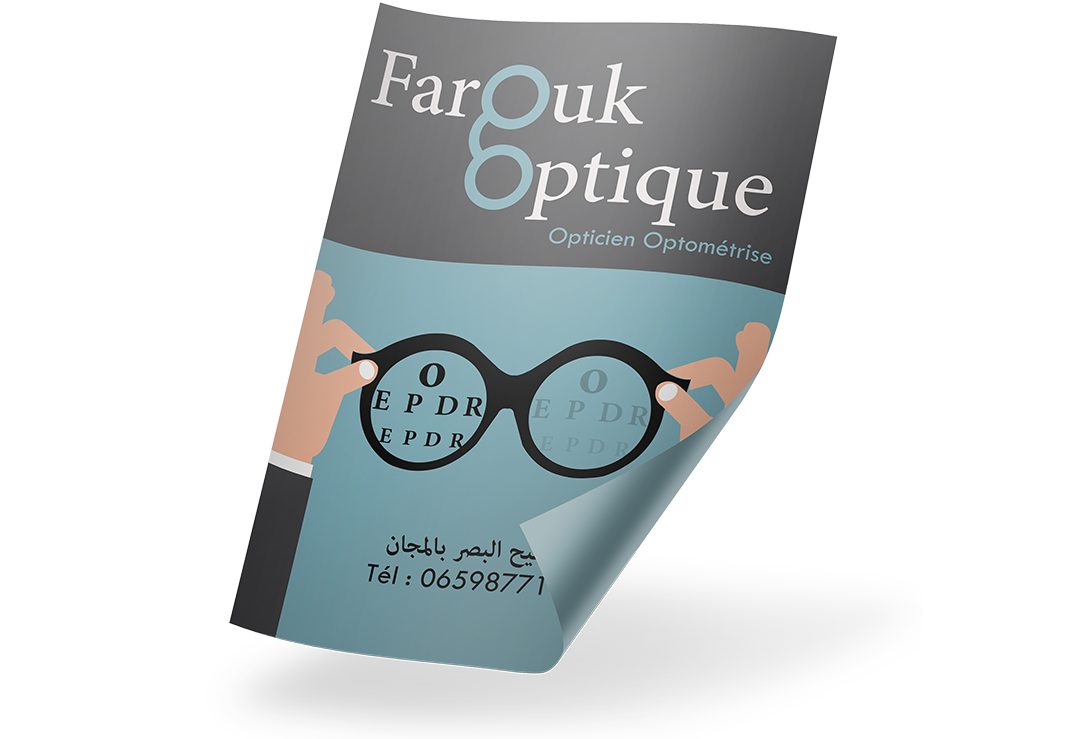 Farouk
Optique
Opticien Optométrise
O
E P D R
E P D R
O
E P D R
E P D R
البصر بالمجان
Tél : 06598771